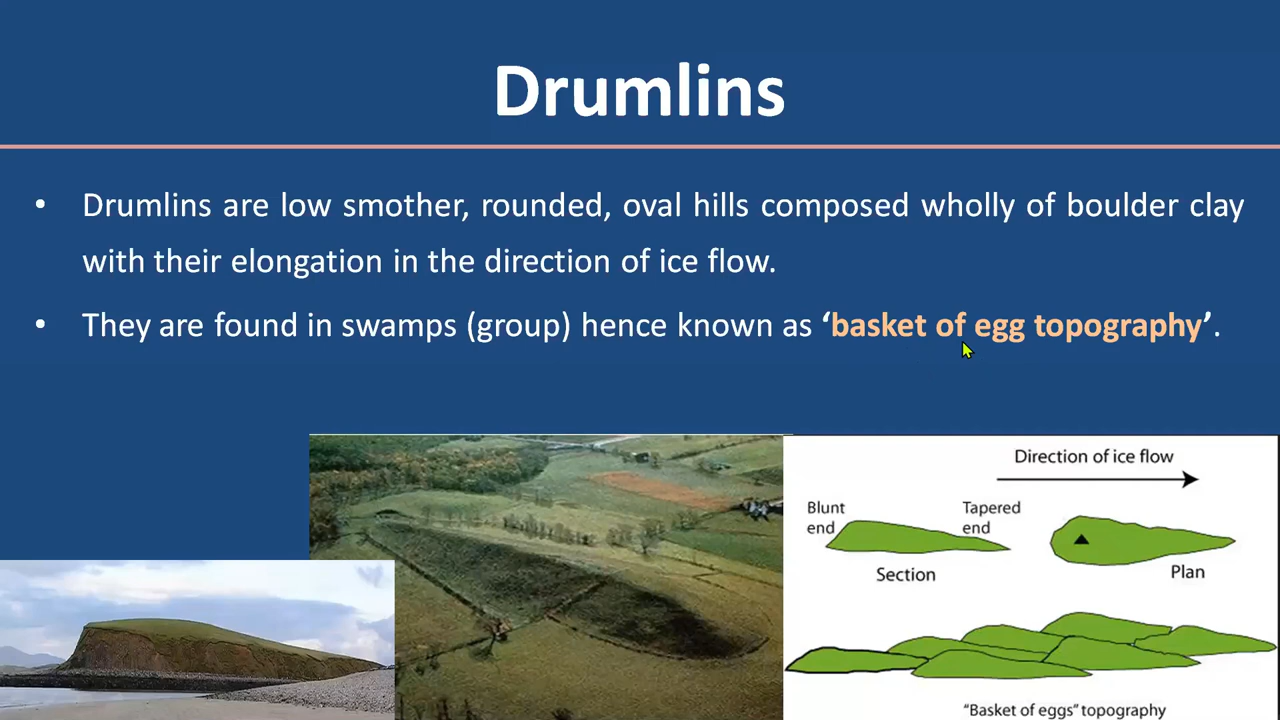 Drumlins
• Drumlins are low smother, rounded, oval hills composed wholly of boulder clay
with their elongation in the direction of ice flow.
• They are found in swamps (group) hence known as ‘basket of egg topography’.
Direction of ice flow
Blunt
end
Tapered
end
Section
Plan
“Basket of eggs” topography